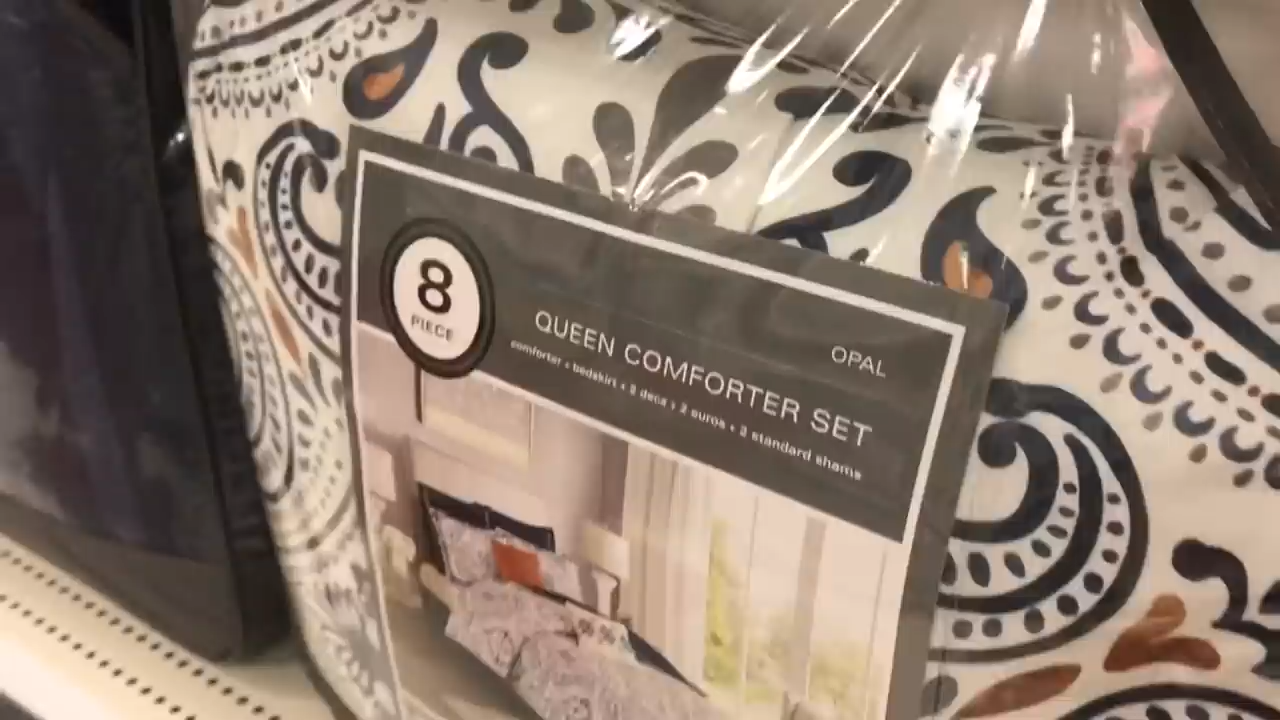 8
PIECE
OPAL
QUEEN COMFORTER SET
comforter • bedskirt • 2 decs • 2 euros • 2 standard shams